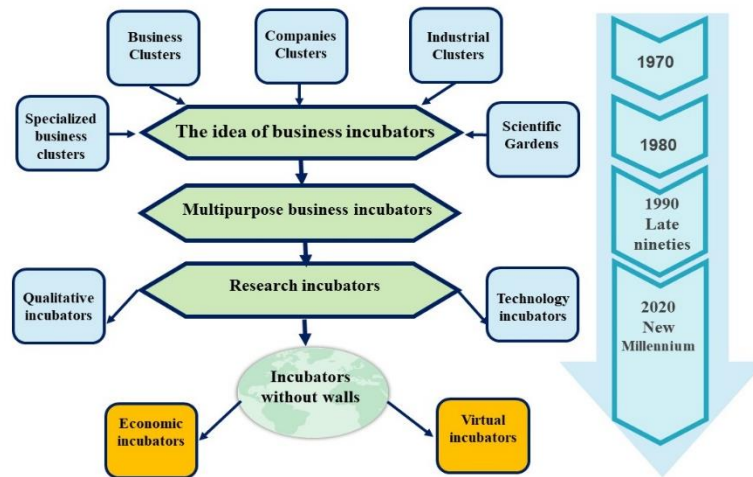 Business
Clusters
Companies
Clusters
Industrial
Clusters
1970
Specialized
business
clusters
The idea of business incubators
Scientific
Gardens
1980
Multipurpose business incubators
1990
Late
nineties
Qualitative
incubators
Research incubators
Technology
incubators
2020
New
Millennium
Incubators
without walls
Economic
incubators
Virtual
incubators